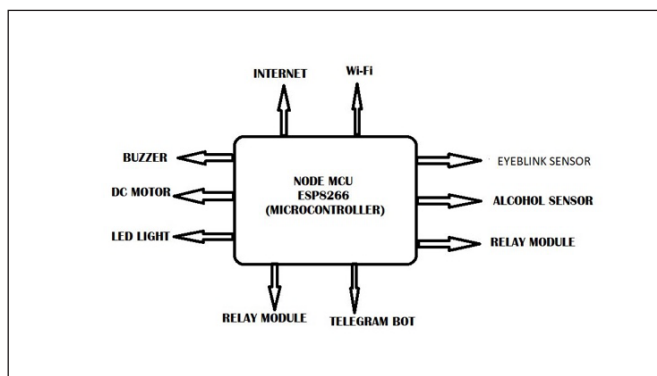 INTERNET
Wi-Fi
BUZZER
EYEBLINK SENSOR
NODE MCU
ESP8266
(MICROCONTROLLER)
DC MOTOR
ALCOHOL SENSOR
LED LIGHT
RELAY MODULE
RELAY MODULE
TELEGRAM BOT